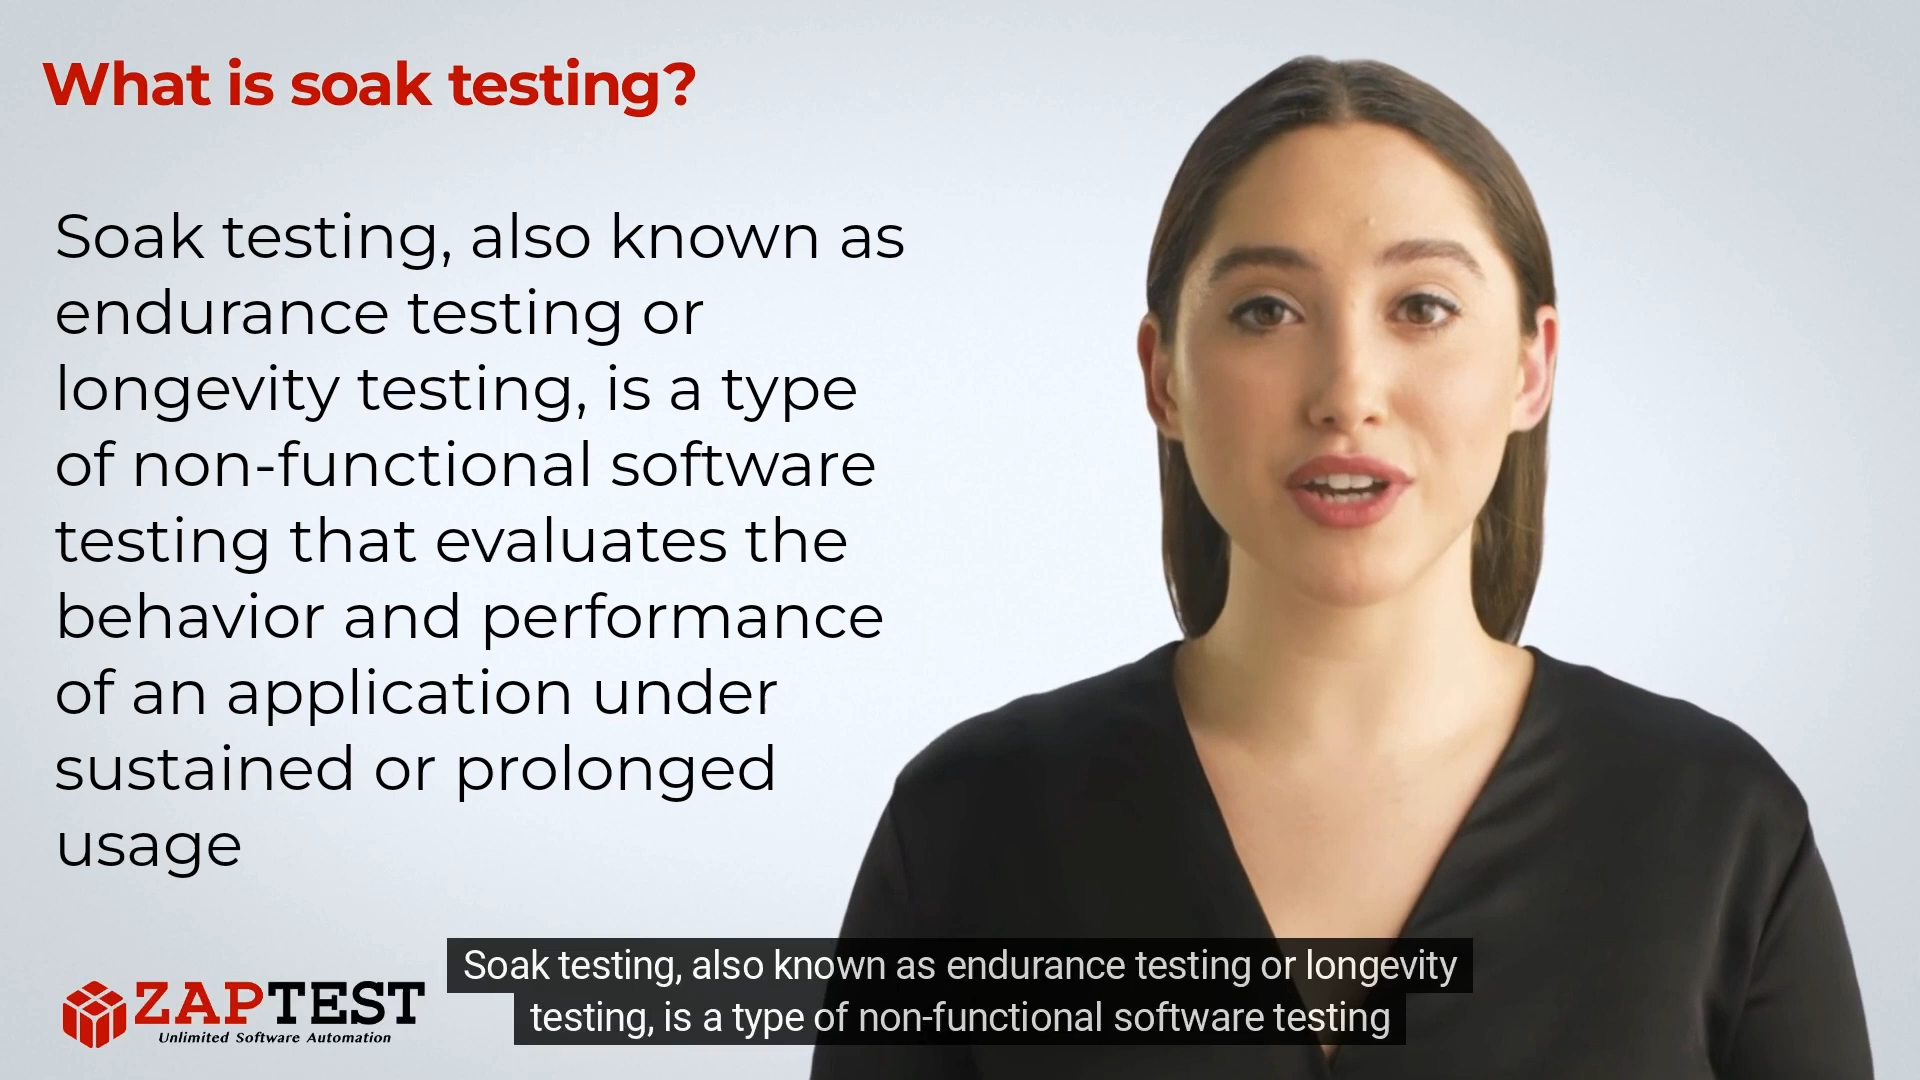 What is soak testing?
Soak testing, also known as
endurance testing or
longevity testing, is a type
of non-functional software
testing that evaluates the
behavior and performance
of an application under
sustained or prolonged
usage
ZAPTEST
Unlimited Software Automation
Soak testing, also known as endurance testing or longevity
testing, is a type of non-functional software testing